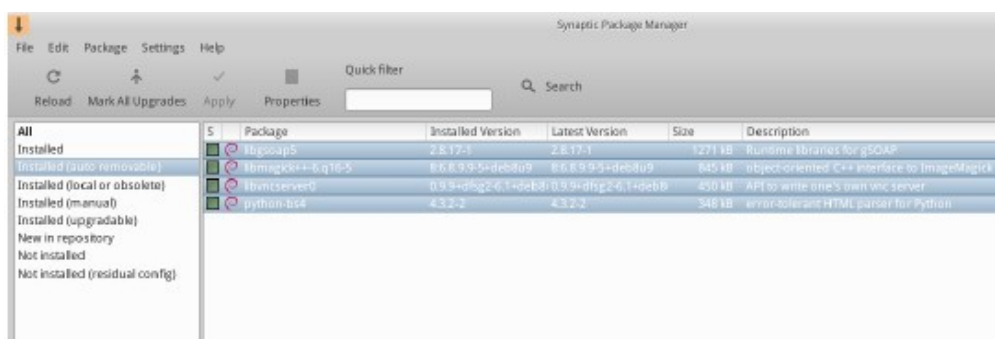 Synaptic Package Manager
File Edit Package Settings Help
Quick filter
Search
Reload Mark All Upgrades Apply Properties
All
Installed
Installed (auto removable)
Installed (local or obsolete)
Installed (manual)
Installed (upgradable)
New in repository
Not installed
Not installed (residual config)
S Package Installed Version Latest Version Size Description
libgsoap5 2.8.17-1 2.8.17-1 1271 kB Runtime libraries for gSOAP
libmagick++-6.q16-5 8:6.8.9.9-5+deb8u9 8:6.8.9.9-5+deb8u9 845 kB object-oriented C++ interface to ImageMagick
libvncserver0 0.9.9+dfsg2-6.1+deb8 0.9.9+dfsg2-6.1+deb8 450 kB API to write one's own vnc server
python-bs4 4.3.2-2 4.3.2-2 348 kB error-tolerant HTML parser for Python